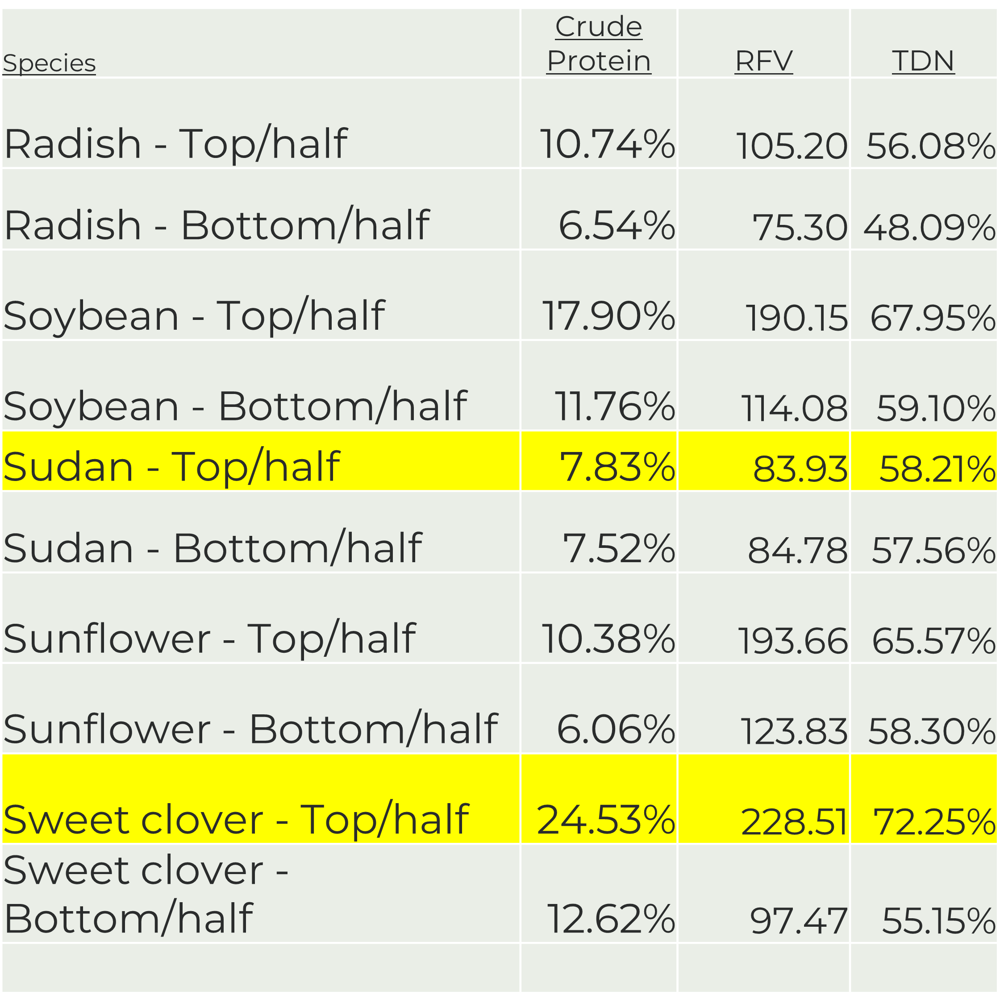 Species Crude Protein RFV TDN
Radish - Top/half 10.74% 105.20 56.08%
Radish - Bottom/half 6.54% 75.30 48.09%
Soybean - Top/half 17.90% 190.15 67.95%
Soybean - Bottom/half 11.76% 114.08 59.10%
Sudan - Top/half 7.83% 83.93 58.21%
Sudan - Bottom/half 7.52% 84.78 57.56%
Sunflower - Top/half 10.38% 193.66 65.57%
Sunflower - Bottom/half 6.06% 123.83 58.30%
Sweet clover - Top/half 24.53% 228.51 72.25%
Sweet clover -
Bottom/half 12.62% 97.47 55.15%